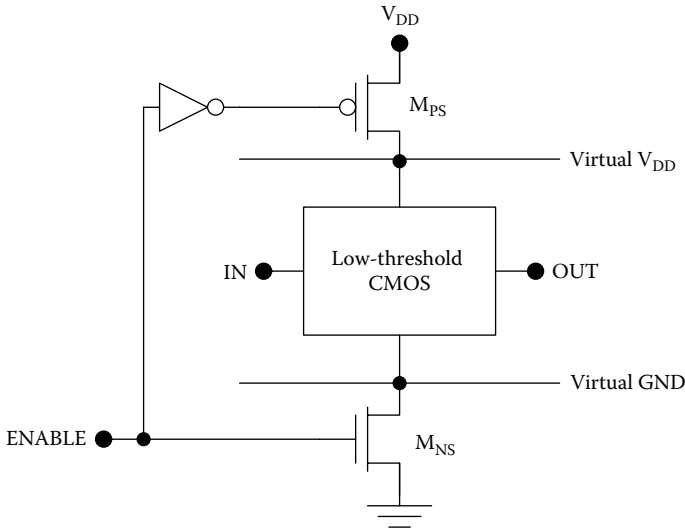 V_DD
M_PS
Virtual V_DD
Low-threshold
CMOS
IN
OUT
Virtual GND
ENABLE
M_NS